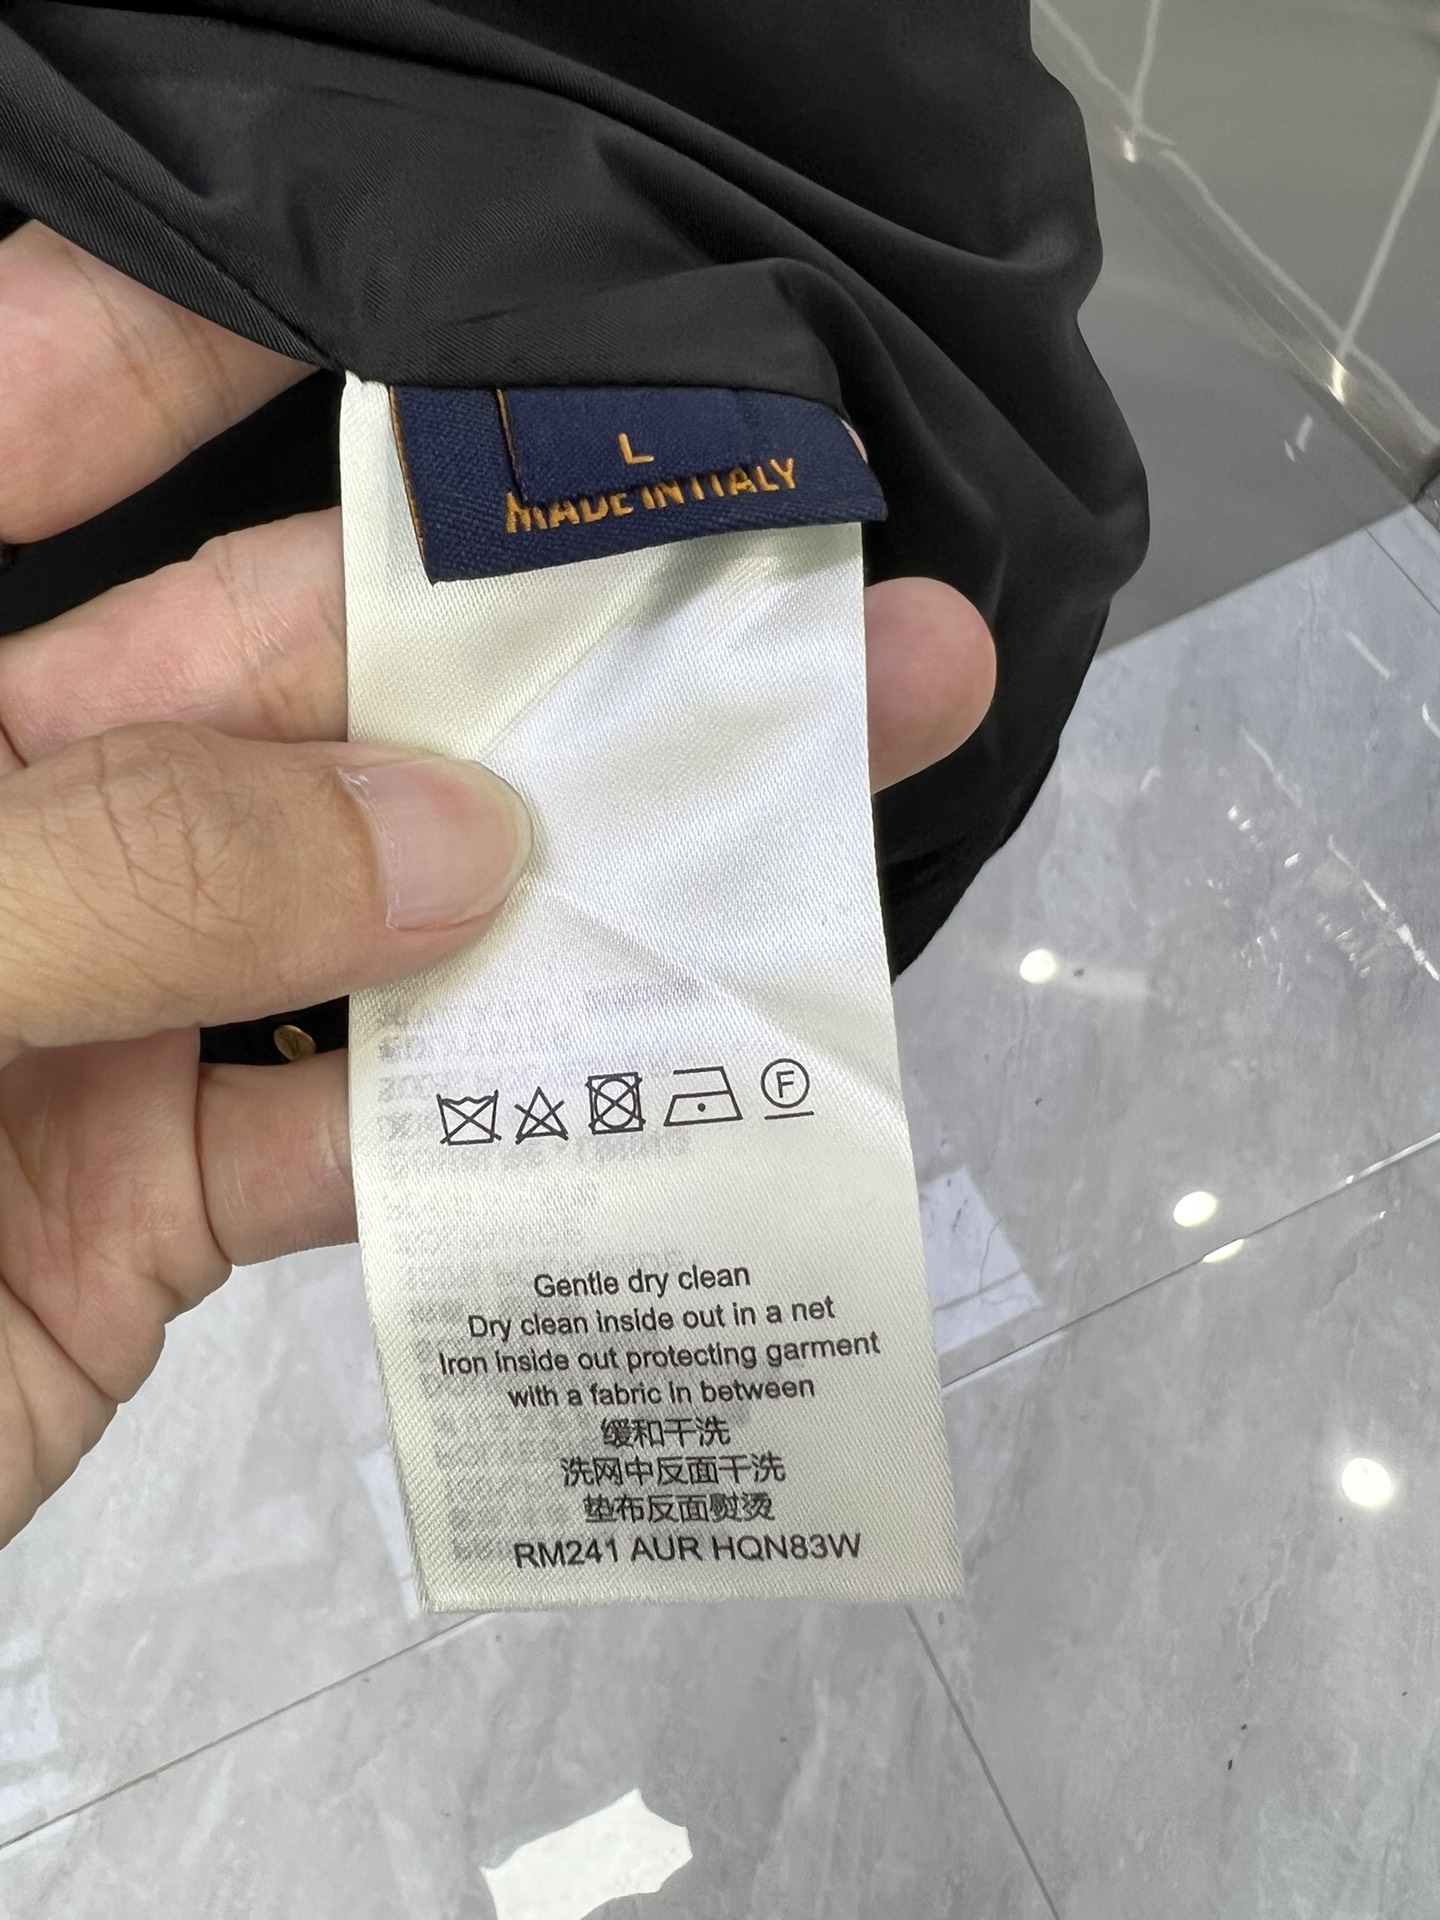 L
MADE IN ITALY
F
Gentle dry clean
Dry clean inside out in a net
Iron inside out protecting garment
with a fabric in between
缓和干洗
洗网中反面干洗
垫布反面熨烫
RM241 AUR HQN83W